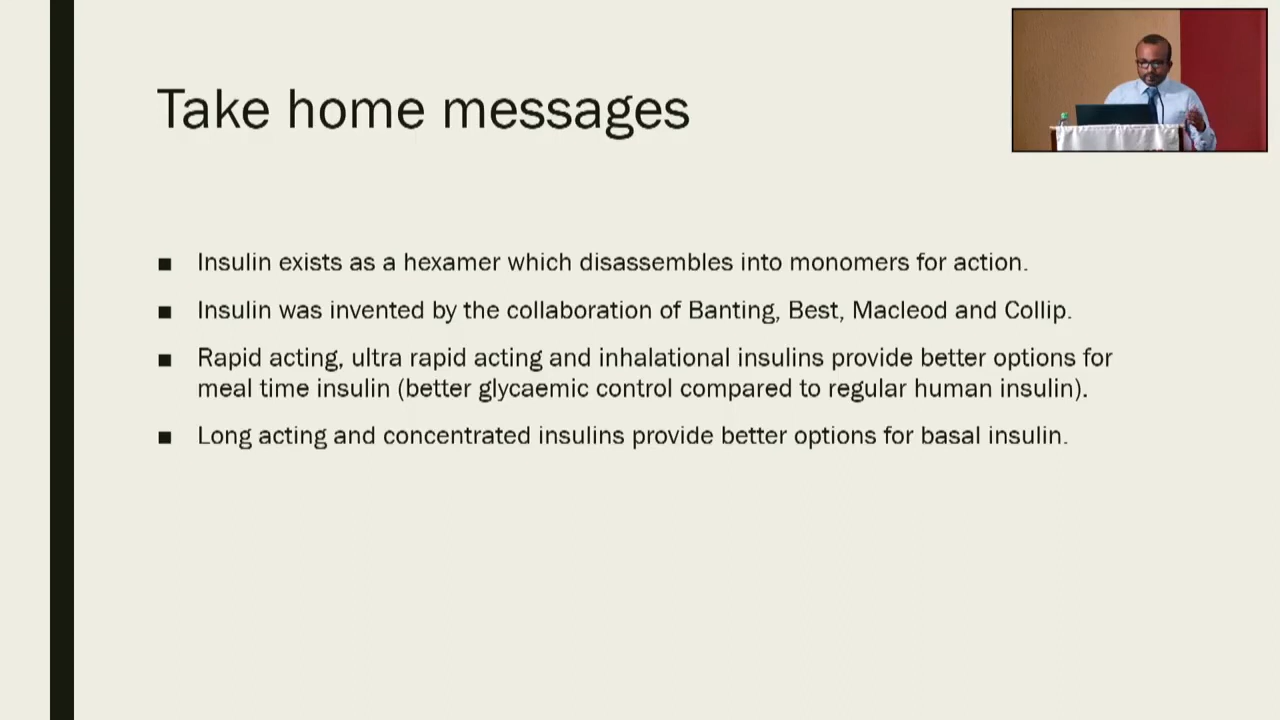 Take home messages
■ Insulin exists as a hexamer which disassembles into monomers for action.
■ Insulin was invented by the collaboration of Banting, Best, Macleod and Collip.
■ Rapid acting, ultra rapid acting and inhalational insulins provide better options for
meal time insulin (better glycaemic control compared to regular human insulin).
■ Long acting and concentrated insulins provide better options for basal insulin.